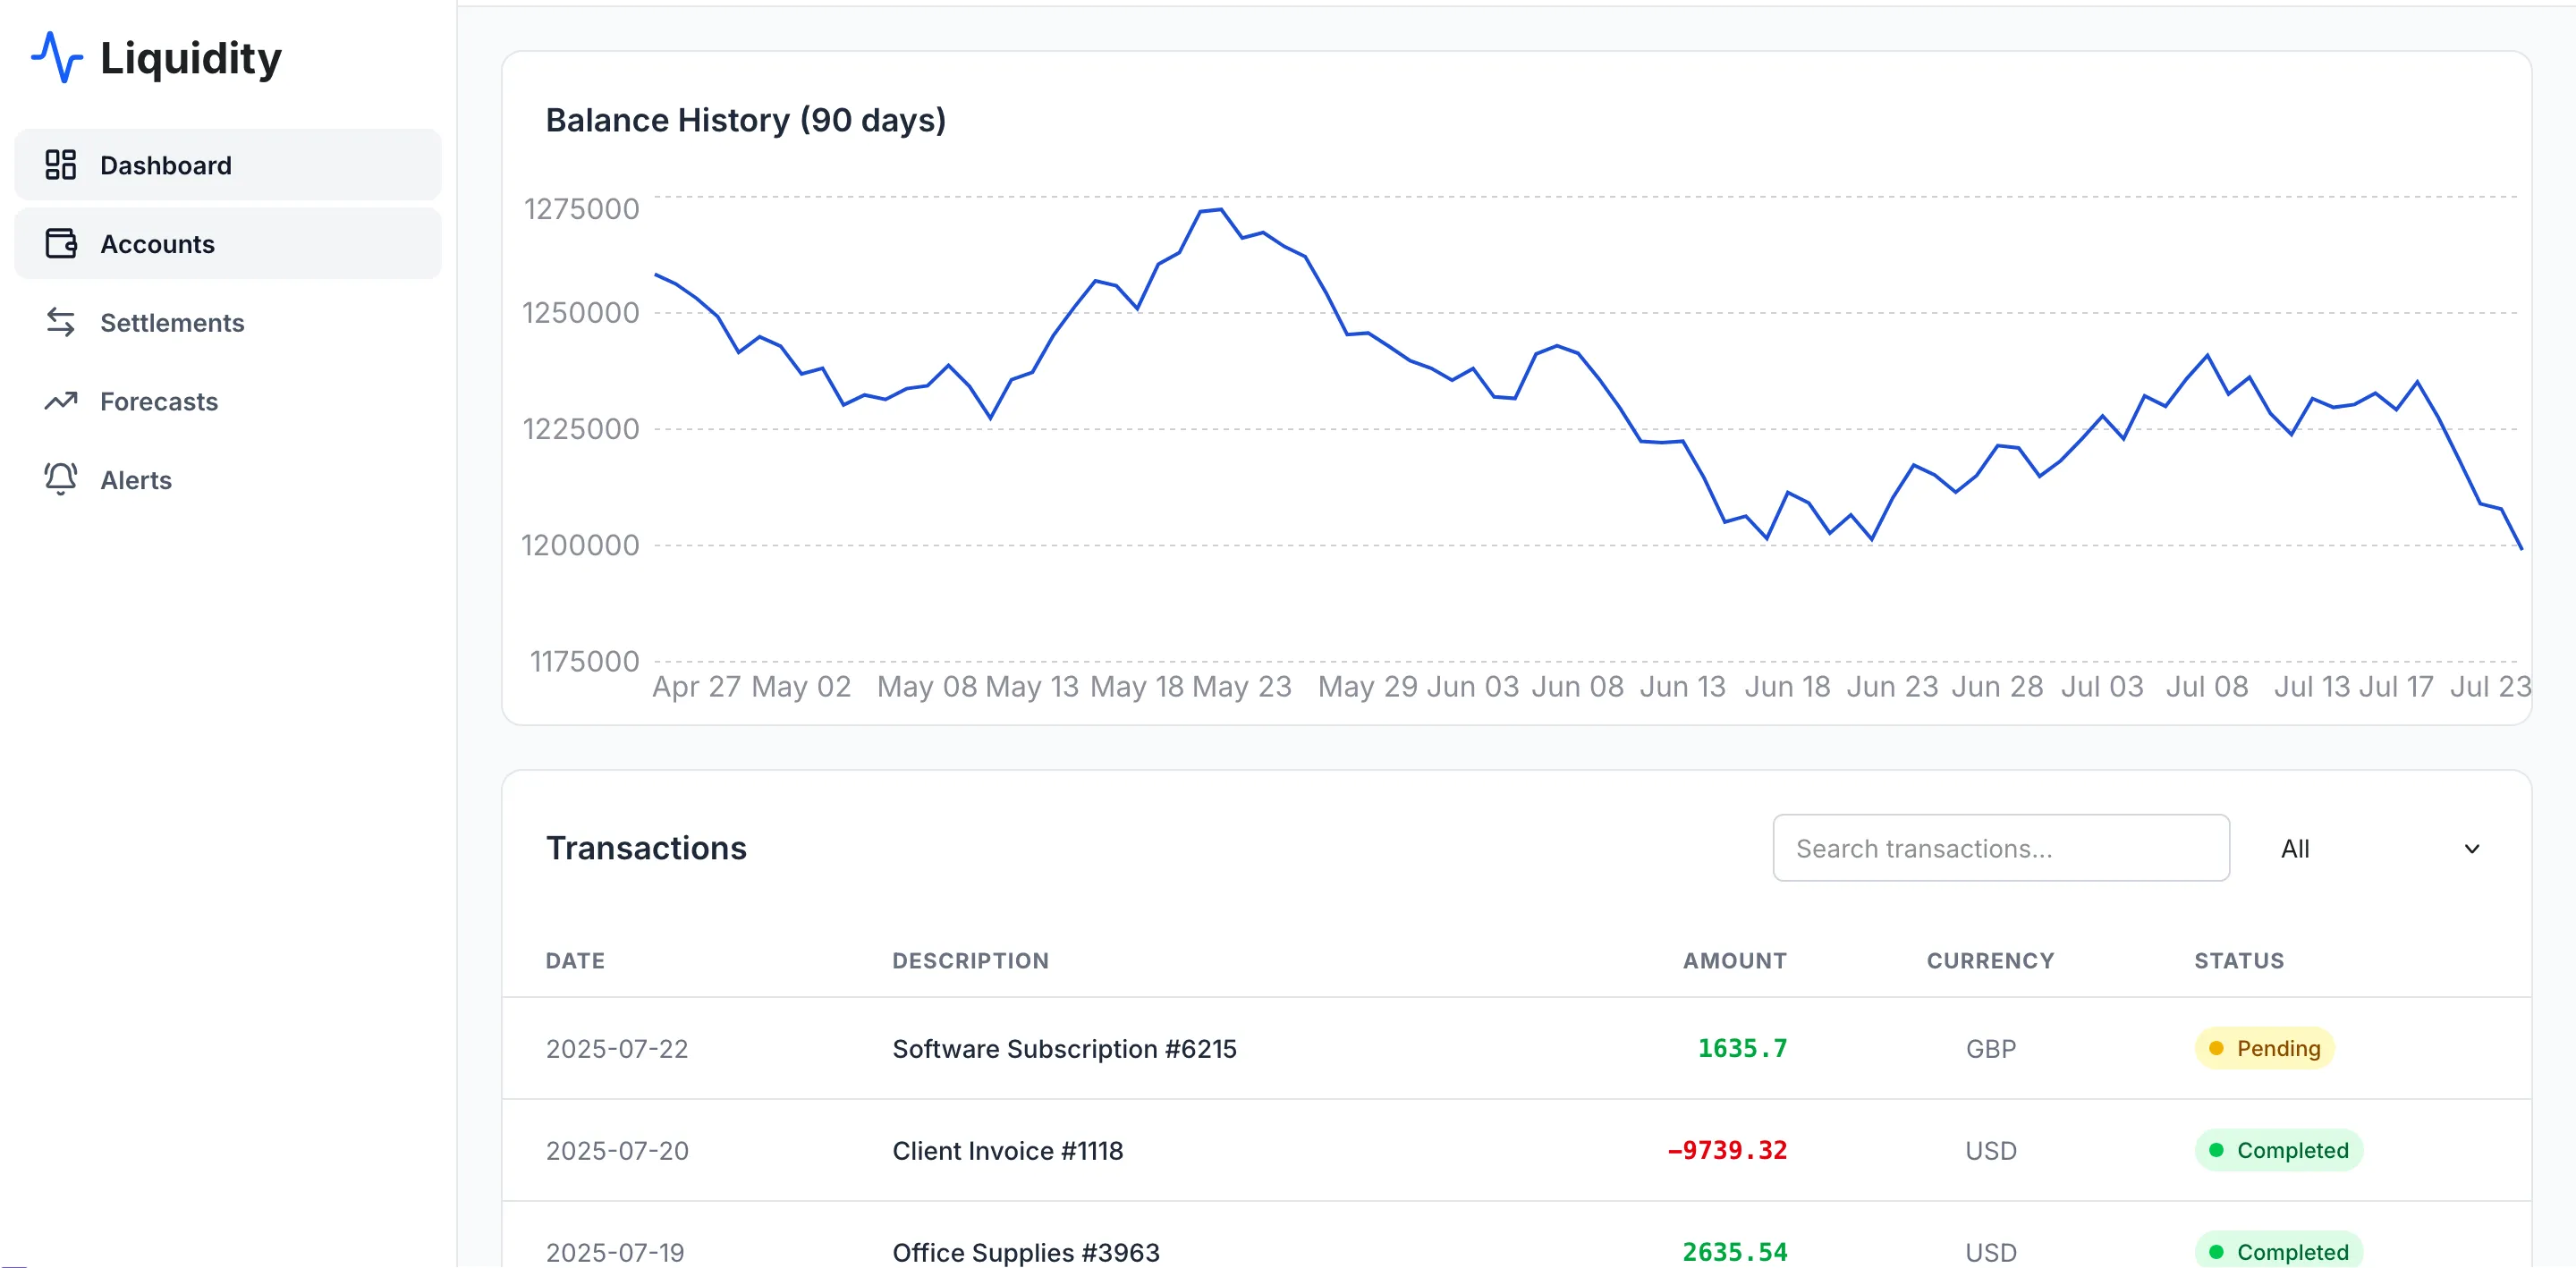 Liquidity
Dashboard
Accounts
Settlements
Forecasts
Alerts
Balance History (90 days)
1275000
1250000
1225000
1200000
1175000
Apr 27 May 02 May 08 May 13 May 18 May 23 May 29 Jun 03 Jun 08 Jun 13 Jun 18 Jun 23 Jun 28 Jul 03 Jul 08 Jul 13 Jul 17 Jul 23
Transactions
Search transactions...
All
DATE DESCRIPTION AMOUNT CURRENCY STATUS
2025-07-22 Software Subscription #6215 1635.7 GBP Pending
2025-07-20 Client Invoice #1118 −9739.32 USD Completed
2025-07-19 Office Supplies #3963 2635.54 USD Completed